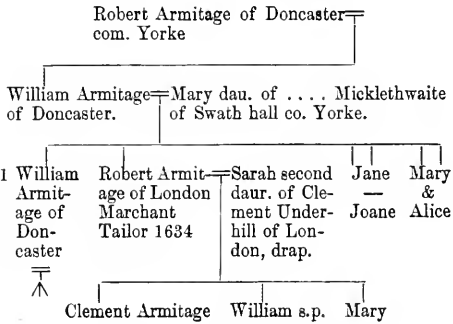 Robert Armitage of Doncaster
com. Yorke
William Armitage Mary dau. of .... Micklethwaite
of Doncaster. of Swath hall co. Yorke.
1 William
Armit-
age of
Don-
caster
Robert Armit-
age of London
Marchant
Tailor 1634
Sarah second
daur. of Cle-
ment Under-
hill of Lon-
don, drap.
Jane
—
Joane
Mary
&
Alice
Clement Armitage William s.p. Mary